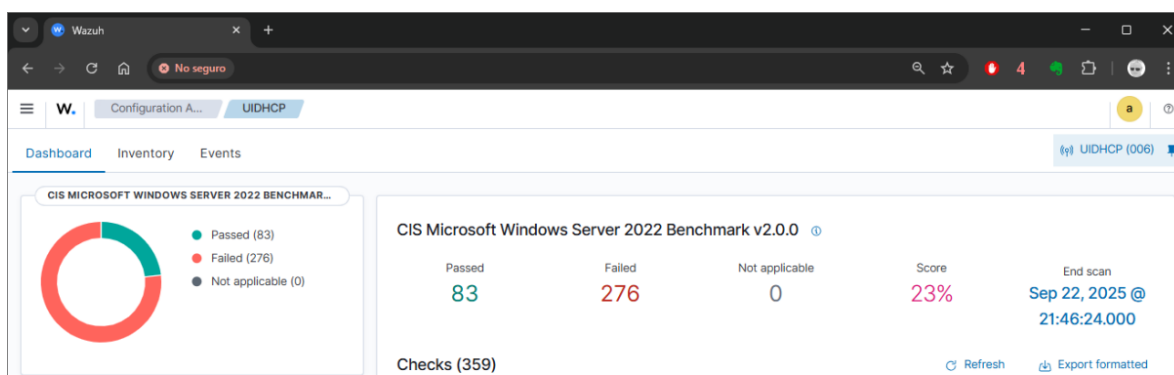 Wazuh
No seguro
4
W.
Configuration A...
UIDHCP
a
Dashboard
Inventory
Events
UIDHCP (006)
CIS MICROSOFT WINDOWS SERVER 2022 BENCHMAR...
Passed (83)
Failed (276)
Not applicable (0)
CIS Microsoft Windows Server 2022 Benchmark v2.0.0
Passed
Failed
Not applicable
Score
End scan
83
276
0
23%
Sep 22, 2025 @
21:46:24.000
Checks (359)
Refresh
Export formatted